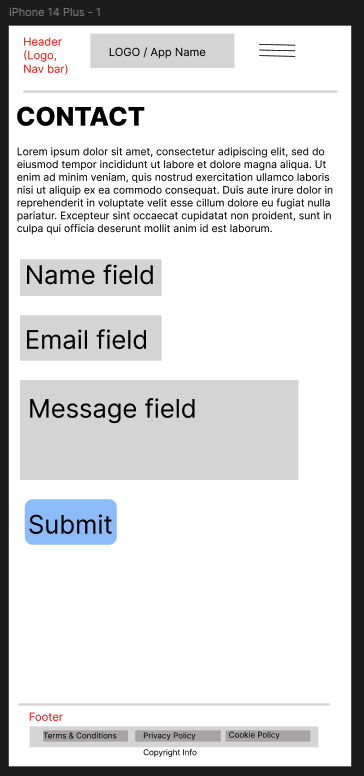 iPhone 14 Plus - 1
Header
(Logo,
Nav bar)
LOGO / App Name
CONTACT
Lorem ipsum dolor sit amet, consectetur adipiscing elit, sed do
eiusmod tempor incididunt ut labore et dolore magna aliqua. Ut
enim ad minim veniam, quis nostrud exercitation ullamco laboris
nisi ut aliquip ex ea commodo consequat. Duis aute irure dolor in
reprehenderit in voluptate velit esse cillum dolore eu fugiat nulla
pariatur. Excepteur sint occaecat cupidatat non proident, sunt in
culpa qui officia deserunt mollit anim id est laborum.
Name field
Email field
Message field
Submit
Footer
Terms & Conditions Privacy Policy Cookie Policy
Copyright Info